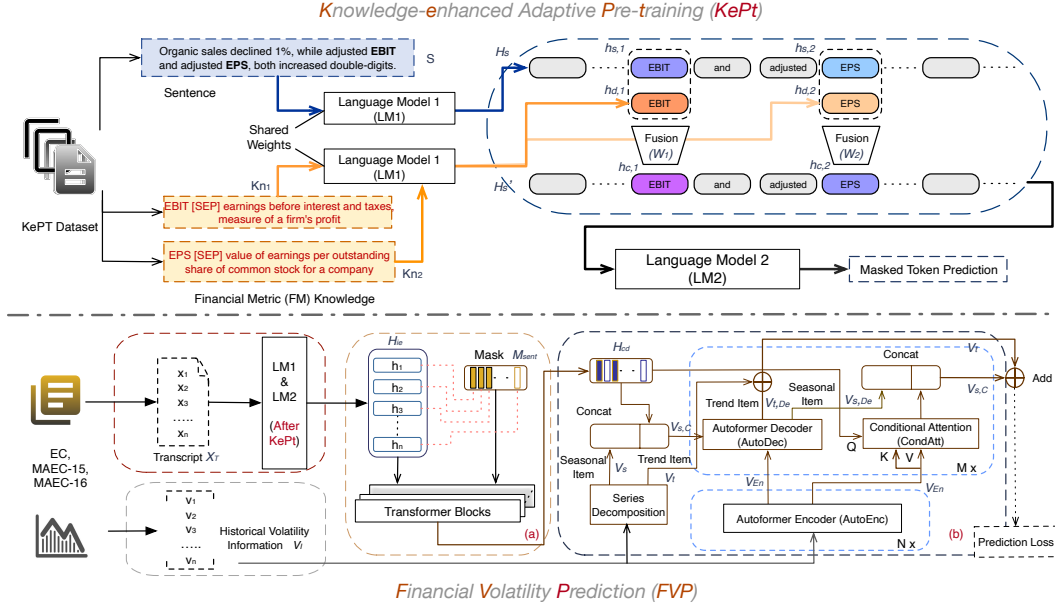 Knowledge-enhanced Adaptive Pre-training (KePt)
Organic sales declined 1%, while adjusted EBIT
and adjusted EPS, both increased double-digits.
S
Sentence
Language Model 1
(LM1)
Shared
Weights
Language Model 1
(LM1)
Kn1
EBIT [SEP] earnings before interest and taxes,
measure of a firm's profit
EPS [SEP] value of earnings per outstanding
share of common stock for a company
Kn2
Financial Metric (FM) Knowledge
KePT Dataset
Hs
hs,1
hs,2
EBIT
and
adjusted
EPS
hd,1
hd,2
EBIT
EPS
Fusion
(W1)
Fusion
(W2)
hc,1
hc,2
Hs'
EBIT
and
adjusted
EPS
Language Model 2
(LM2)
Masked Token Prediction
EC,
MAEC-15,
MAEC-16
x1
x2
x3
.....
xn
Transcript XT
LM1
&
LM2
(After
KePt)
v1
v2
v3
.....
vn
Historical Volatility
Information VI
Hie
h1
h2
h3
hn
Mask
Msent
Transformer Blocks
(a)
Hcd
Concat
Vs,C
Seasonal
Item
Vs
Trend Item
Vt
Series
Decomposition
Trend Item
Vt,De
Seasonal
Item
Vs,De
Autoformer Decoder
(AutoDec)
Concat
VT
Add
Vs,C
Conditional Attention
(CondAtt)
Q
K
V
M x
VEn
VEn
Autoformer Encoder (AutoEnc)
N x
(b)
Prediction Loss
Financial Volatility Prediction (FVP)